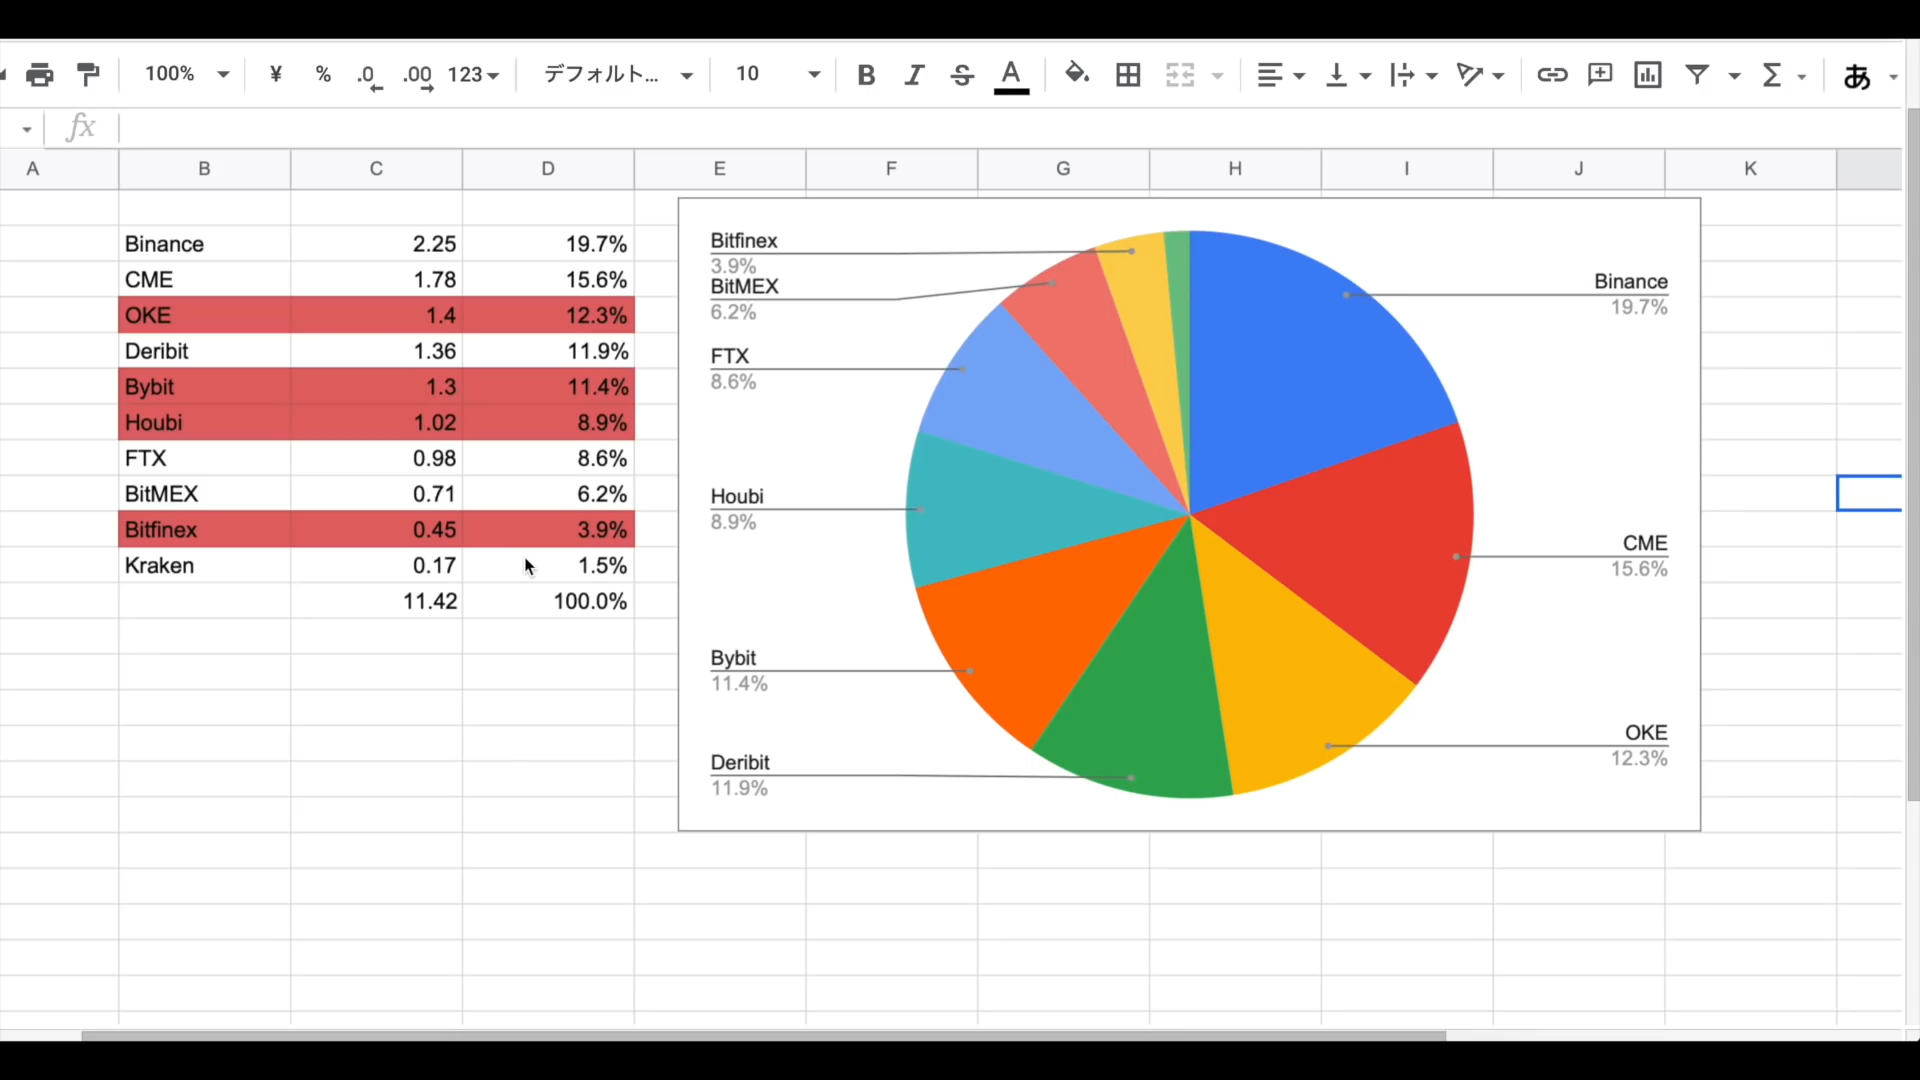 100% ¥ % .0 .00 123 デフォルト... 10 B I S A Σ あ
fx
A B C D E F G H I J K
Binance 2.25 19.7%
CME 1.78 15.6%
OKE 1.4 12.3%
Deribit 1.36 11.9%
Bybit 1.3 11.4%
Houbi 1.02 8.9%
FTX 0.98 8.6%
BitMEX 0.71 6.2%
Bitfinex 0.45 3.9%
Kraken 0.17 1.5%
11.42 100.0%
Bitfinex
3.9%
BitMEX
6.2%
FTX
8.6%
Houbi
8.9%
Bybit
11.4%
Deribit
11.9%
Binance
19.7%
CME
15.6%
OKE
12.3%